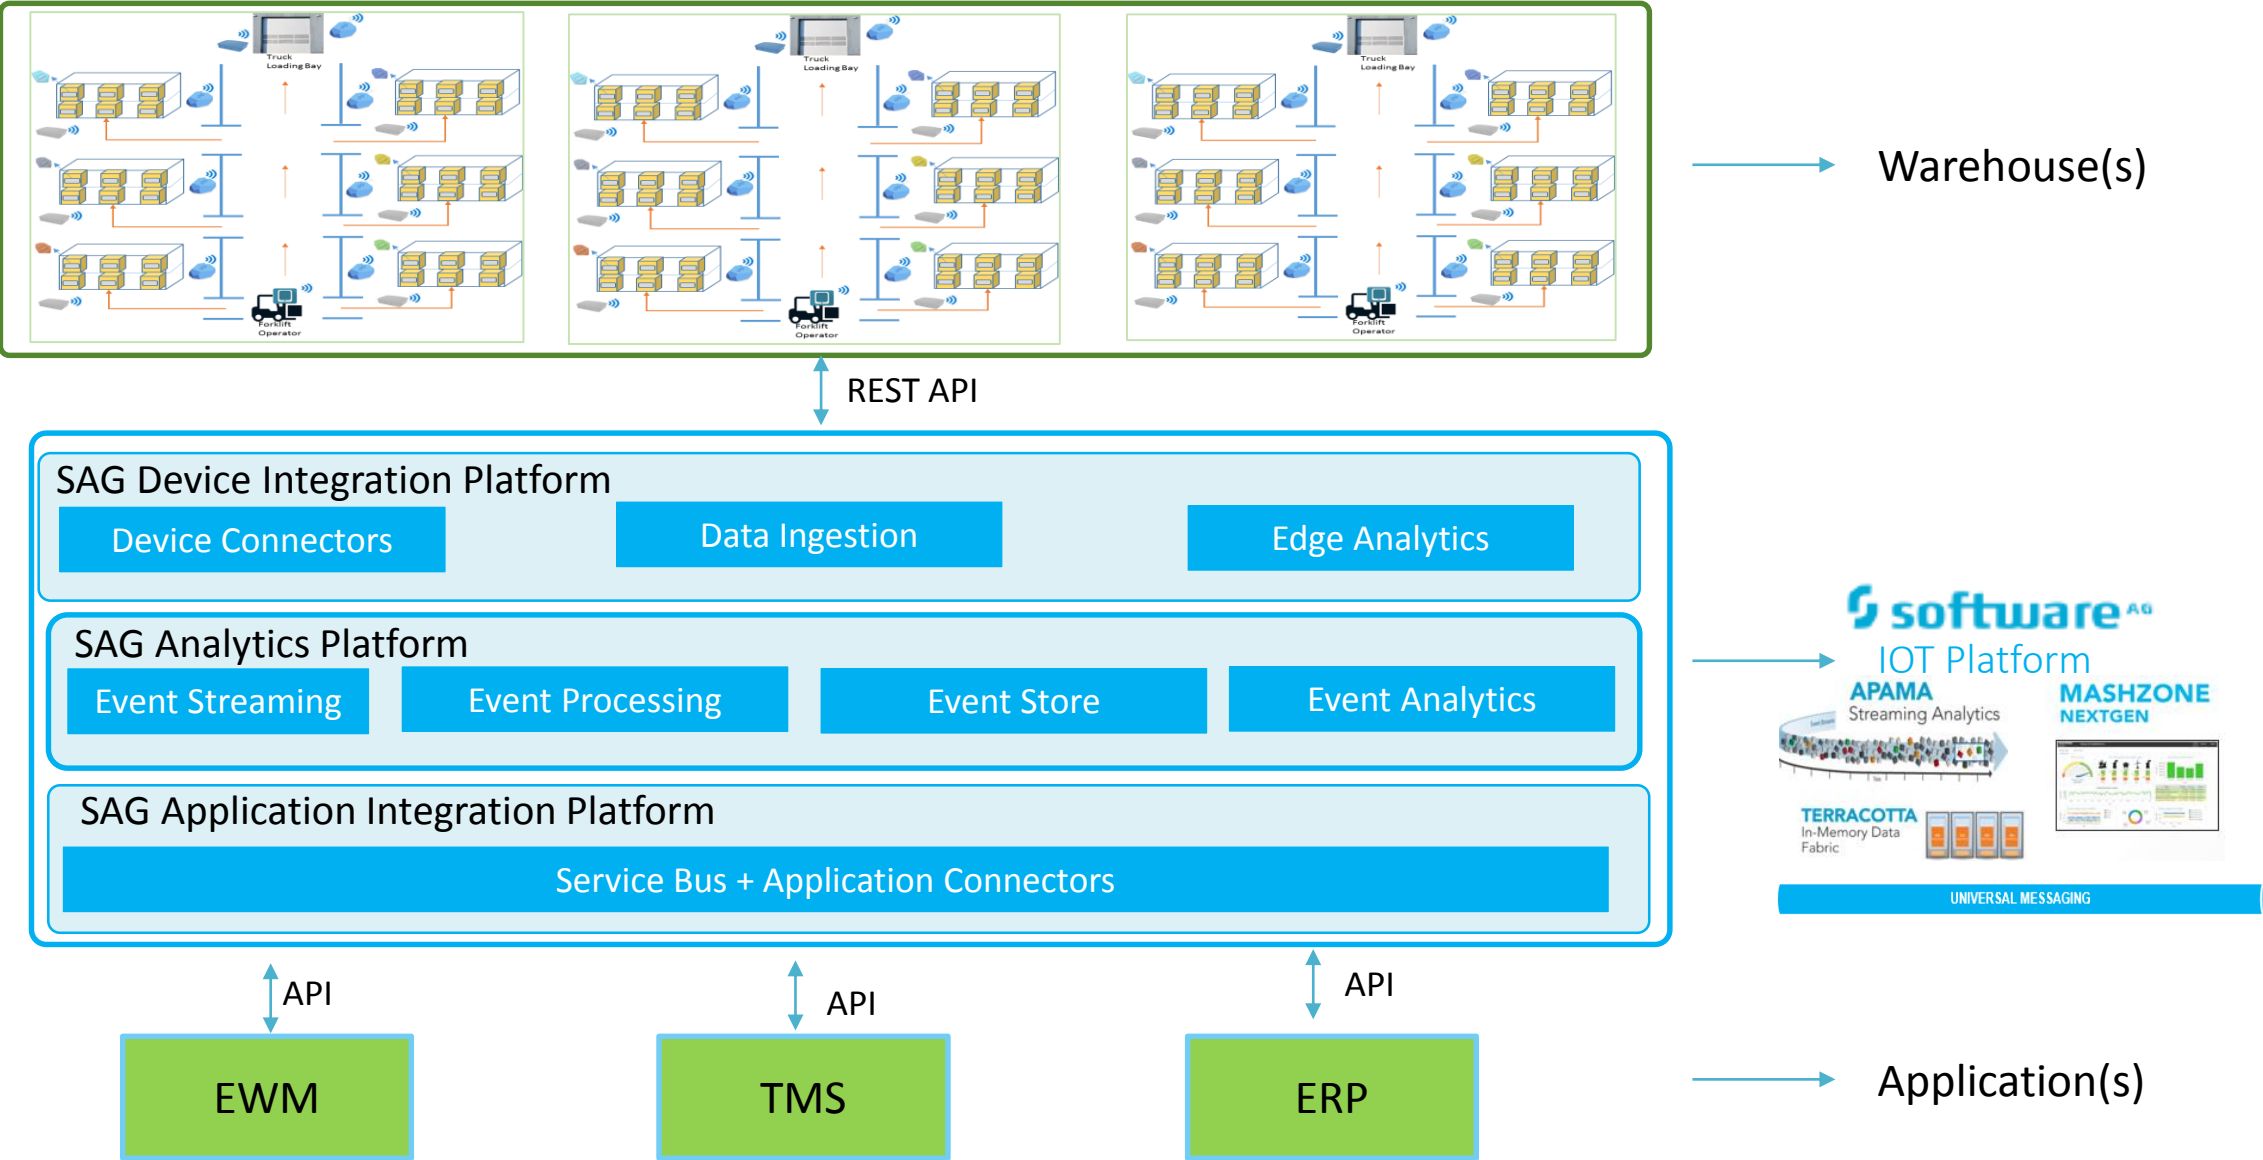 Truck
Loading Bay
Truck
Loading Bay
Truck
Loading Bay
Forklift
Operator
Forklift
Operator
Forklift
Operator
Warehouse(s)
REST API
SAG Device Integration Platform
Device Connectors
Data Ingestion
Edge Analytics
SAG Analytics Platform
Event Streaming
Event Processing
Event Store
Event Analytics
SAG Application Integration Platform
Service Bus + Application Connectors
software AG
IOT Platform
APAMA
Streaming Analytics
MASHZONE
NEXTGEN
TERRACOTTA
In-Memory Data
Fabric
UNIVERSAL MESSAGING
API
API
API
EWM
TMS
ERP
Application(s)